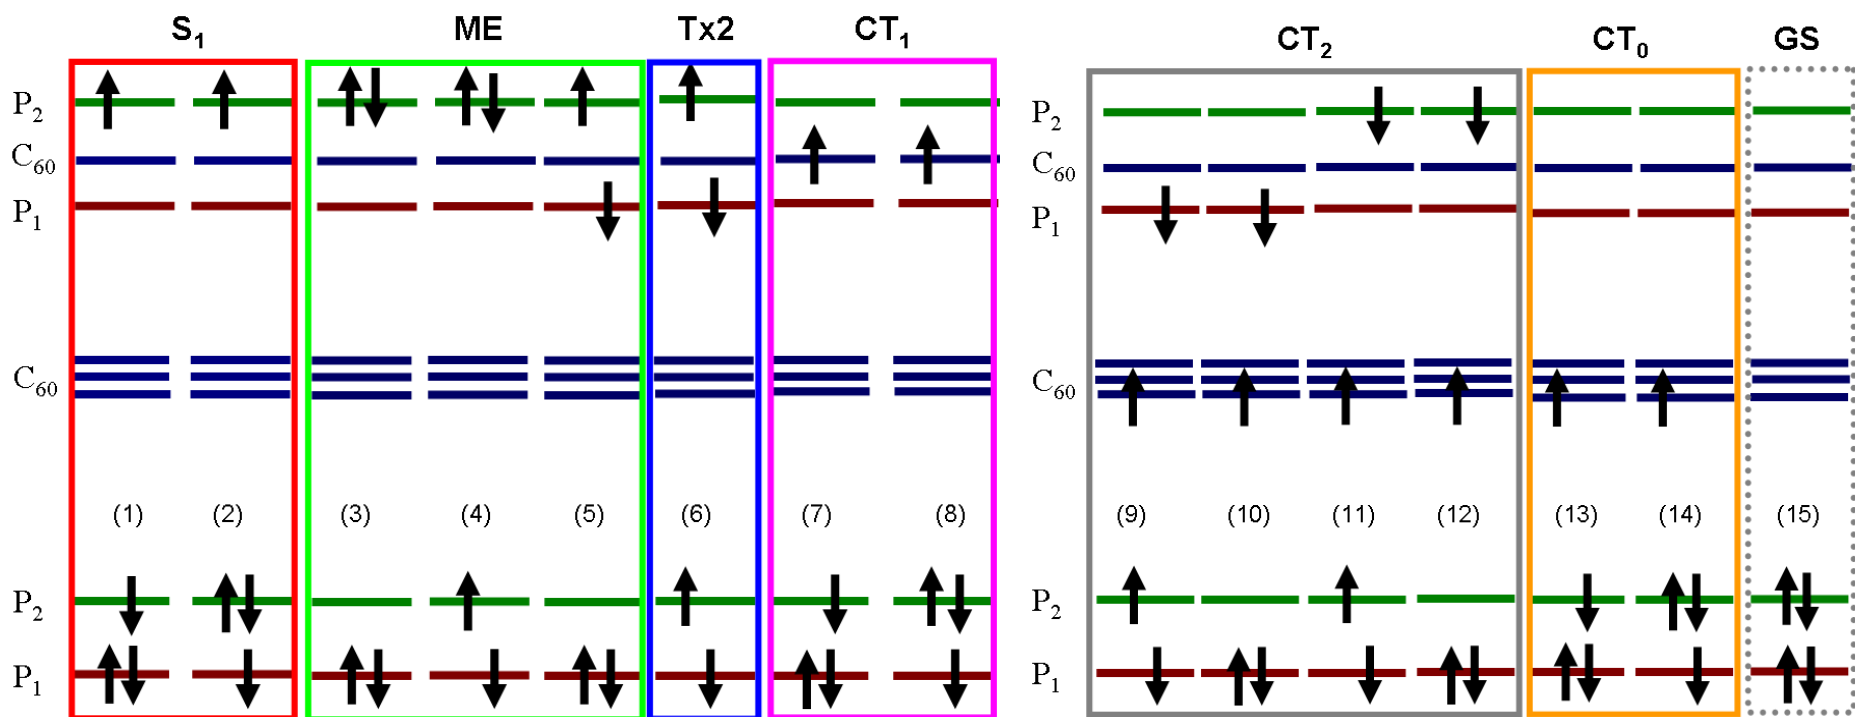 S₁ ME Tx2 CT₁ CT₂ CT₀ GS
P₂ P₂
C₆₀ C₆₀
P₁ P₁
C₆₀ C₆₀
(1) (2) (3) (4) (5) (6) (7) (8) (9) (10) (11) (12) (13) (14) (15)
P₂ P₂
P₁ P₁